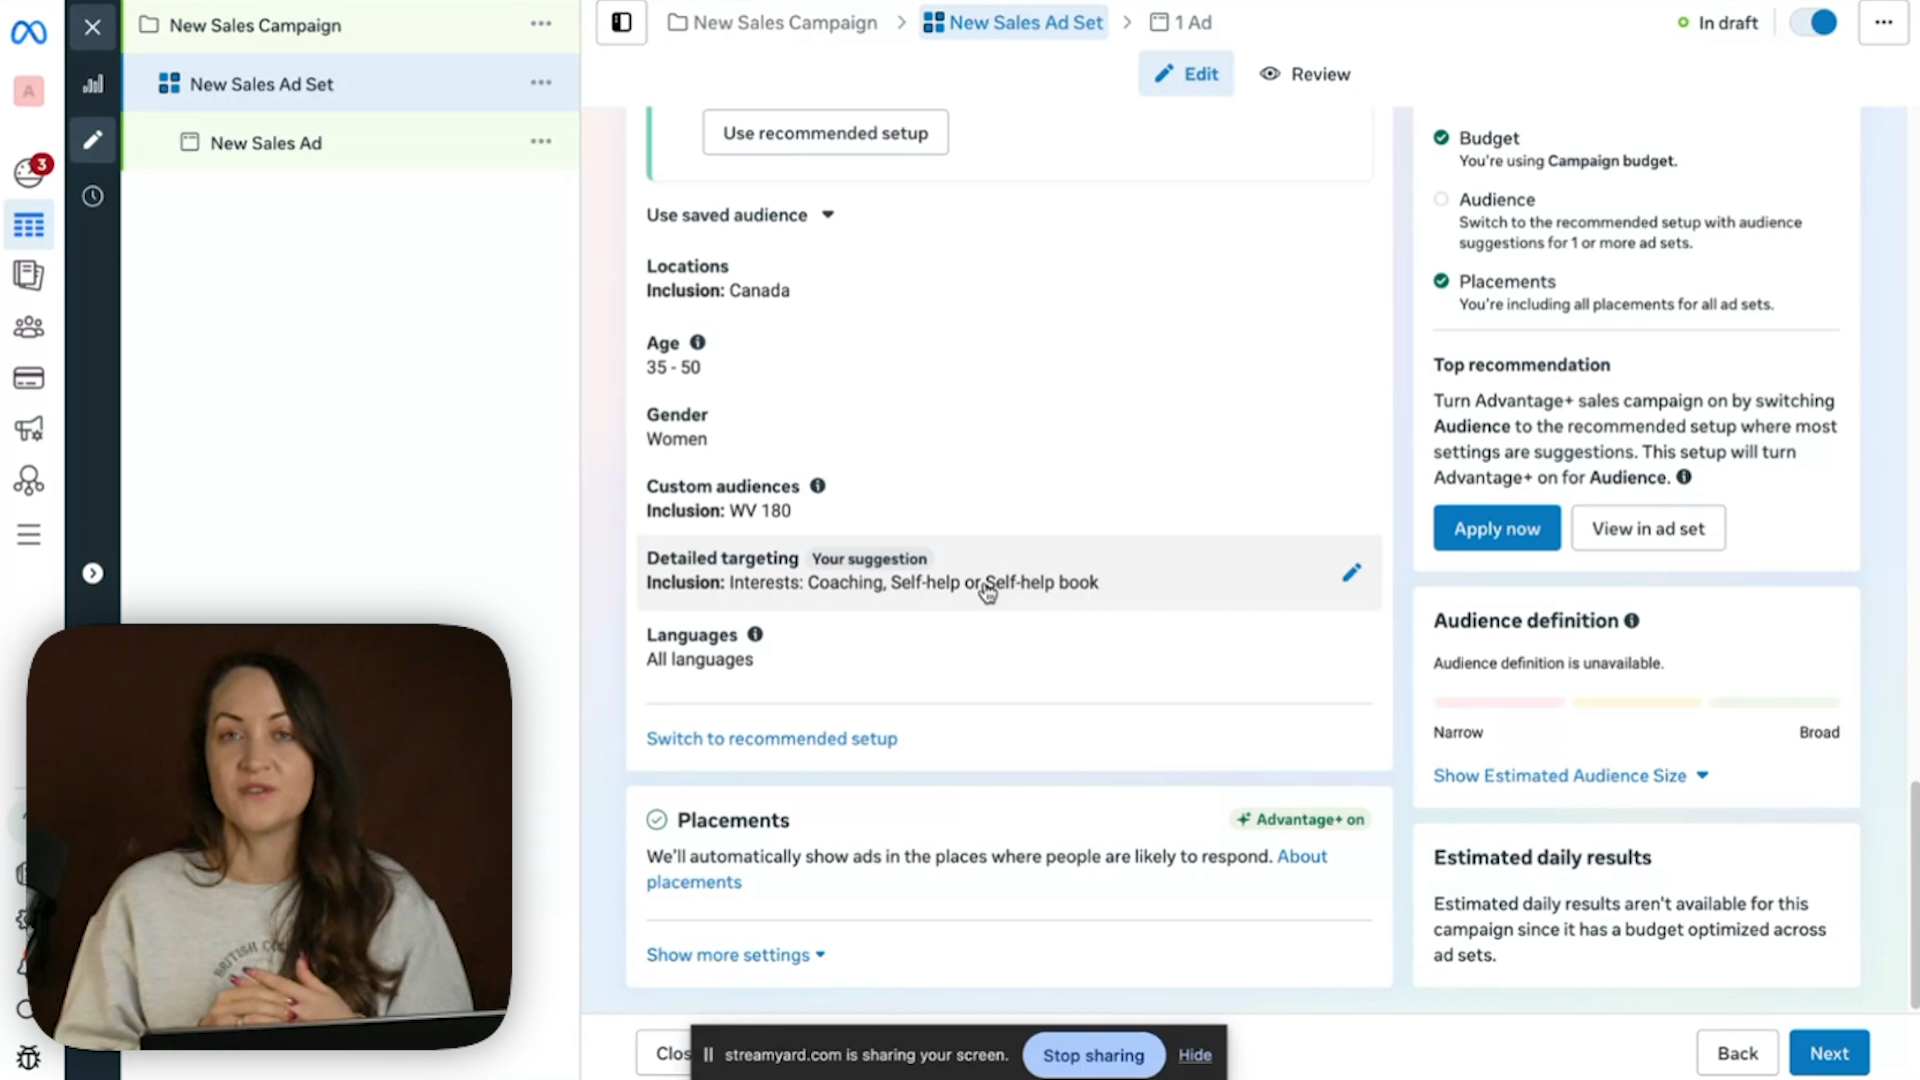 New Sales Campaign
New Sales Ad Set
New Sales Ad
A
3
New Sales Campaign > New Sales Ad Set > 1 Ad
In draft
Edit
Review
Use recommended setup
Use saved audience
Locations
Inclusion: Canada
Age
35 - 50
Gender
Women
Custom audiences
Inclusion: WV 180
Detailed targeting Your suggestion
Inclusion: Interests: Coaching, Self-help or Self-help book
Languages
All languages
Switch to recommended setup
Placements
Advantage+ on
We'll automatically show ads in the places where people are likely to respond. About
placements
Show more settings
Budget
You're using Campaign budget.
Audience
Switch to the recommended setup with audience
suggestions for 1 or more ad sets.
Placements
You're including all placements for all ad sets.
Top recommendation
Turn Advantage+ sales campaign on by switching
Audience to the recommended setup where most
settings are suggestions. This setup will turn
Advantage+ on for Audience.
Apply now
View in ad set
Audience definition
Audience definition is unavailable.
Narrow
Broad
Show Estimated Audience Size
Estimated daily results
Estimated daily results aren't available for this
campaign since it has a budget optimized across
ad sets.
Clos
streamyard.com is sharing your screen.
Stop sharing
Hide
Back
Next
BRITISH CO